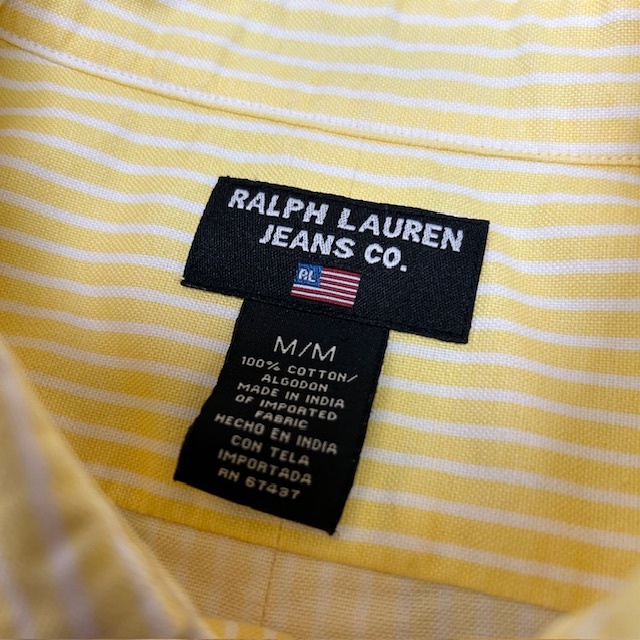 RALPH LAUREN
JEANS CO.
RL
M/M
100% COTTON/
ALGODON
MADE IN INDIA
OF IMPORTED
FABRIC
HECHO EN INDIA
CON TELA
IMPORTADA
RN 67437